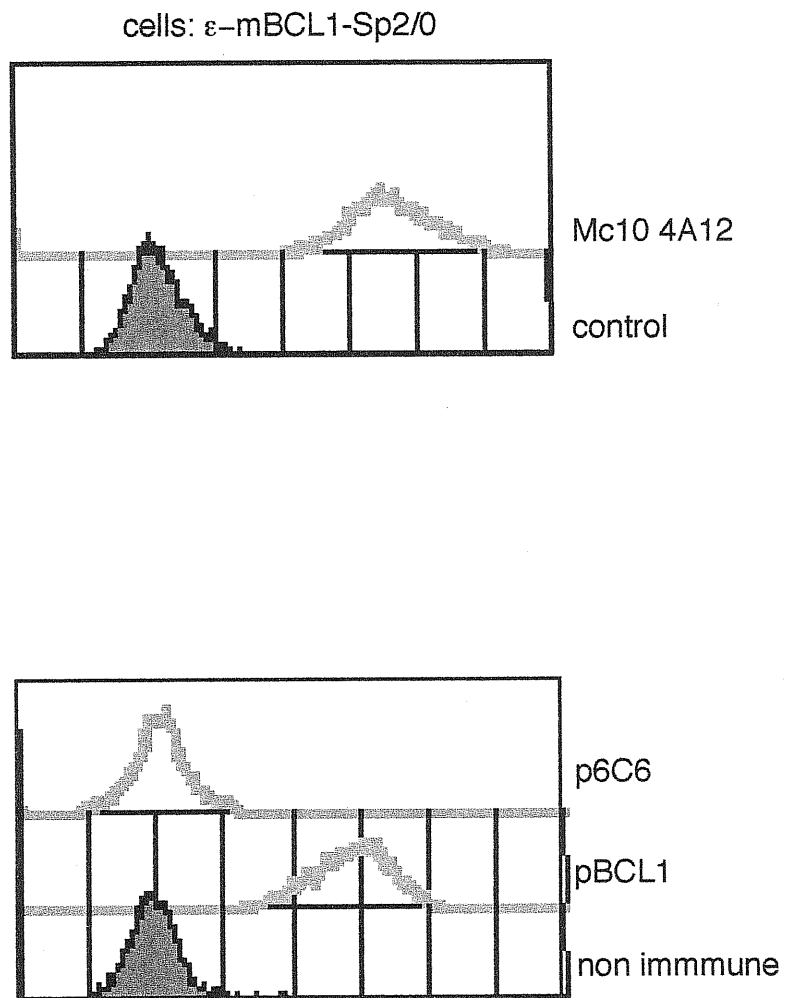 cells: ε-mBCL1-Sp2/0
Mc10 4A12
control
p6C6
pBCL1
non immmune